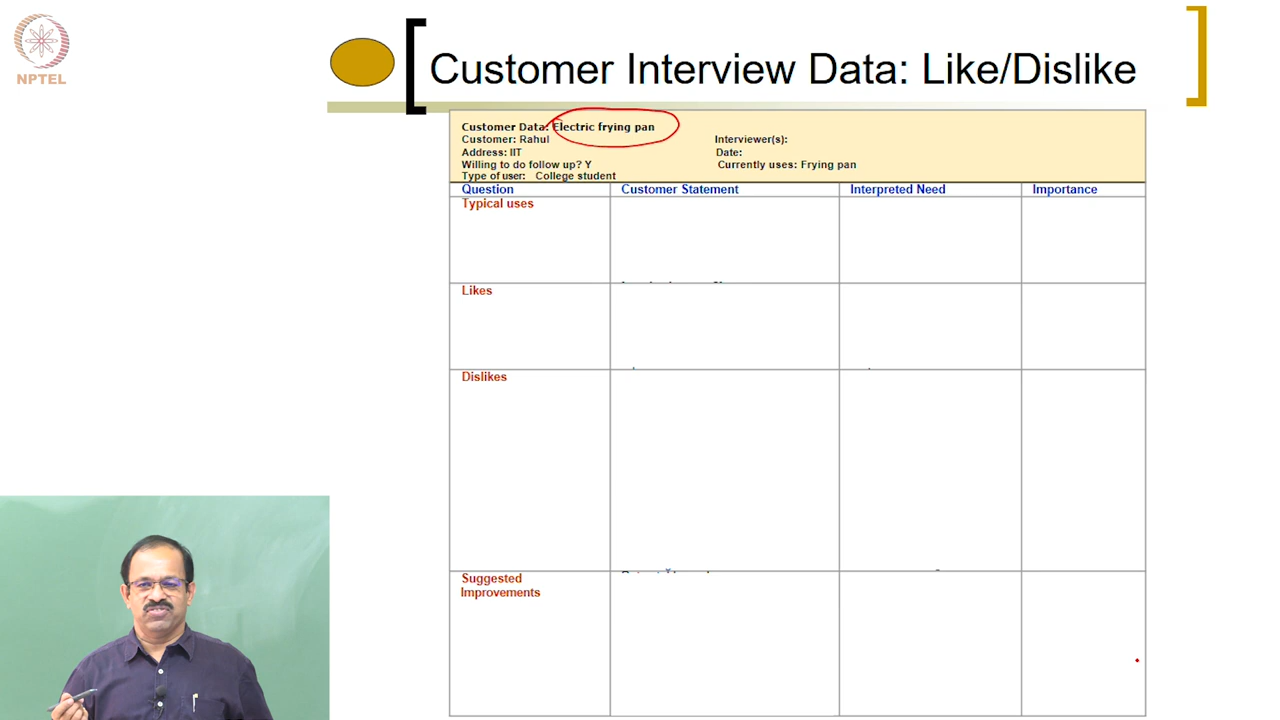 NPTEL
Customer Interview Data: Like/Dislike
Customer Data: Electric frying pan
Customer: Rahul Interviewer(s):
Address: IIT Date:
Willing to do follow up? Y Currently uses: Frying pan
Type of user: College student
Question Customer Statement Interpreted Need Importance
Typical uses
Likes
Dislikes
Suggested
Improvements